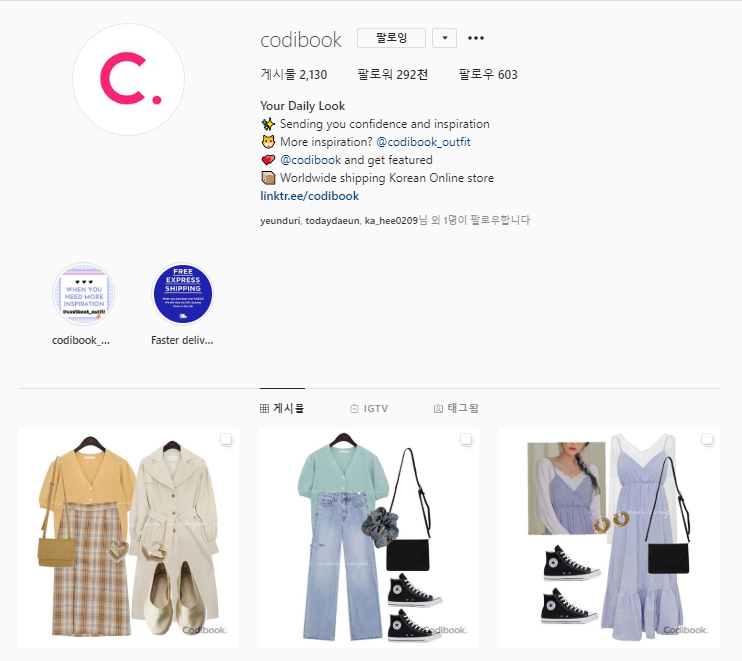 C.
codibook 팔로잉
게시물 2,130 팔로워 292천 팔로우 603
Your Daily Look
✨ Sending you confidence and inspiration
🐱 More inspiration? @codibook_outfit
💘 @codibook and get featured
📦 Worldwide shipping Korean Online store
linktr.ee/codibook
yeunduri, todaydaeun, ka_hee0209님 외 1명이 팔로우합니다
WHEN YOU
NEED MORE
INSPIRATION
@codibook_outfit
FREE
EXPRESS
SHIPPING
codibook_... Faster deliv...
게시물 IGTV 태그됨
Codibook.
Codibook.
Codibook.